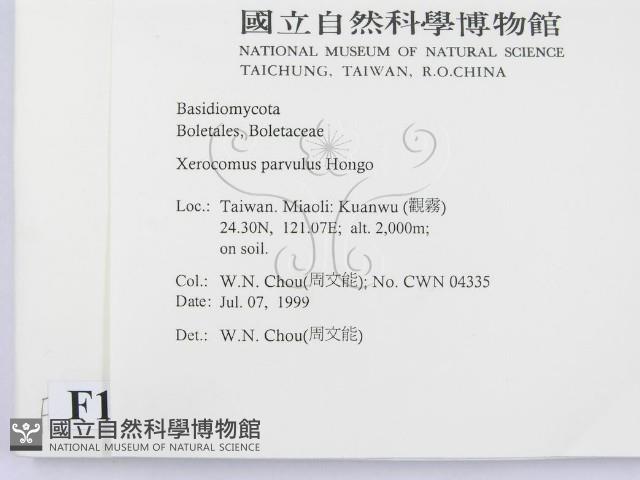 國立自然科學博物館
NATIONAL MUSEUM OF NATURAL SCIENCE
TAICHUNG, TAIWAN, R.O.CHINA
Basidiomycota
Boletales, Boletaceae
Xerocomus parvulus Hongo
Loc.: Taiwan. Miaoli: Kuanwu (觀霧)
24.30N, 121.07E; alt. 2,000m;
on soil.
Col.: W.N. Chou(周文能); No. CWN 04335
Date: Jul. 07, 1999
Det.: W.N. Chou(周文能)
F1
國立自然科學博物館
NATIONAL MUSEUM OF NATURAL SCIENCE